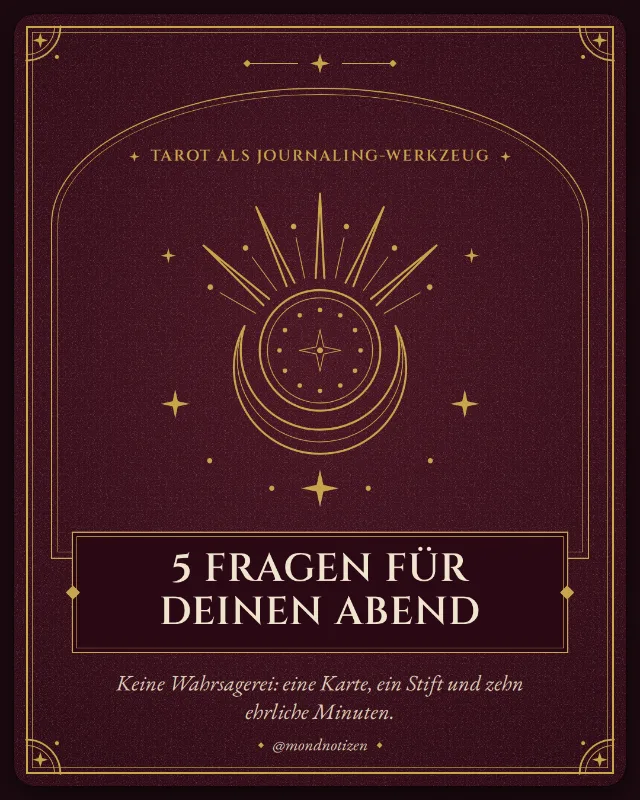 TAROT ALS JOURNALING-WERKZEUG
5 FRAGEN FÜR
DEINEN ABEND
Keine Wahrsagerei: eine Karte, ein Stift und zehn
ehrliche Minuten.
@mondnotizen